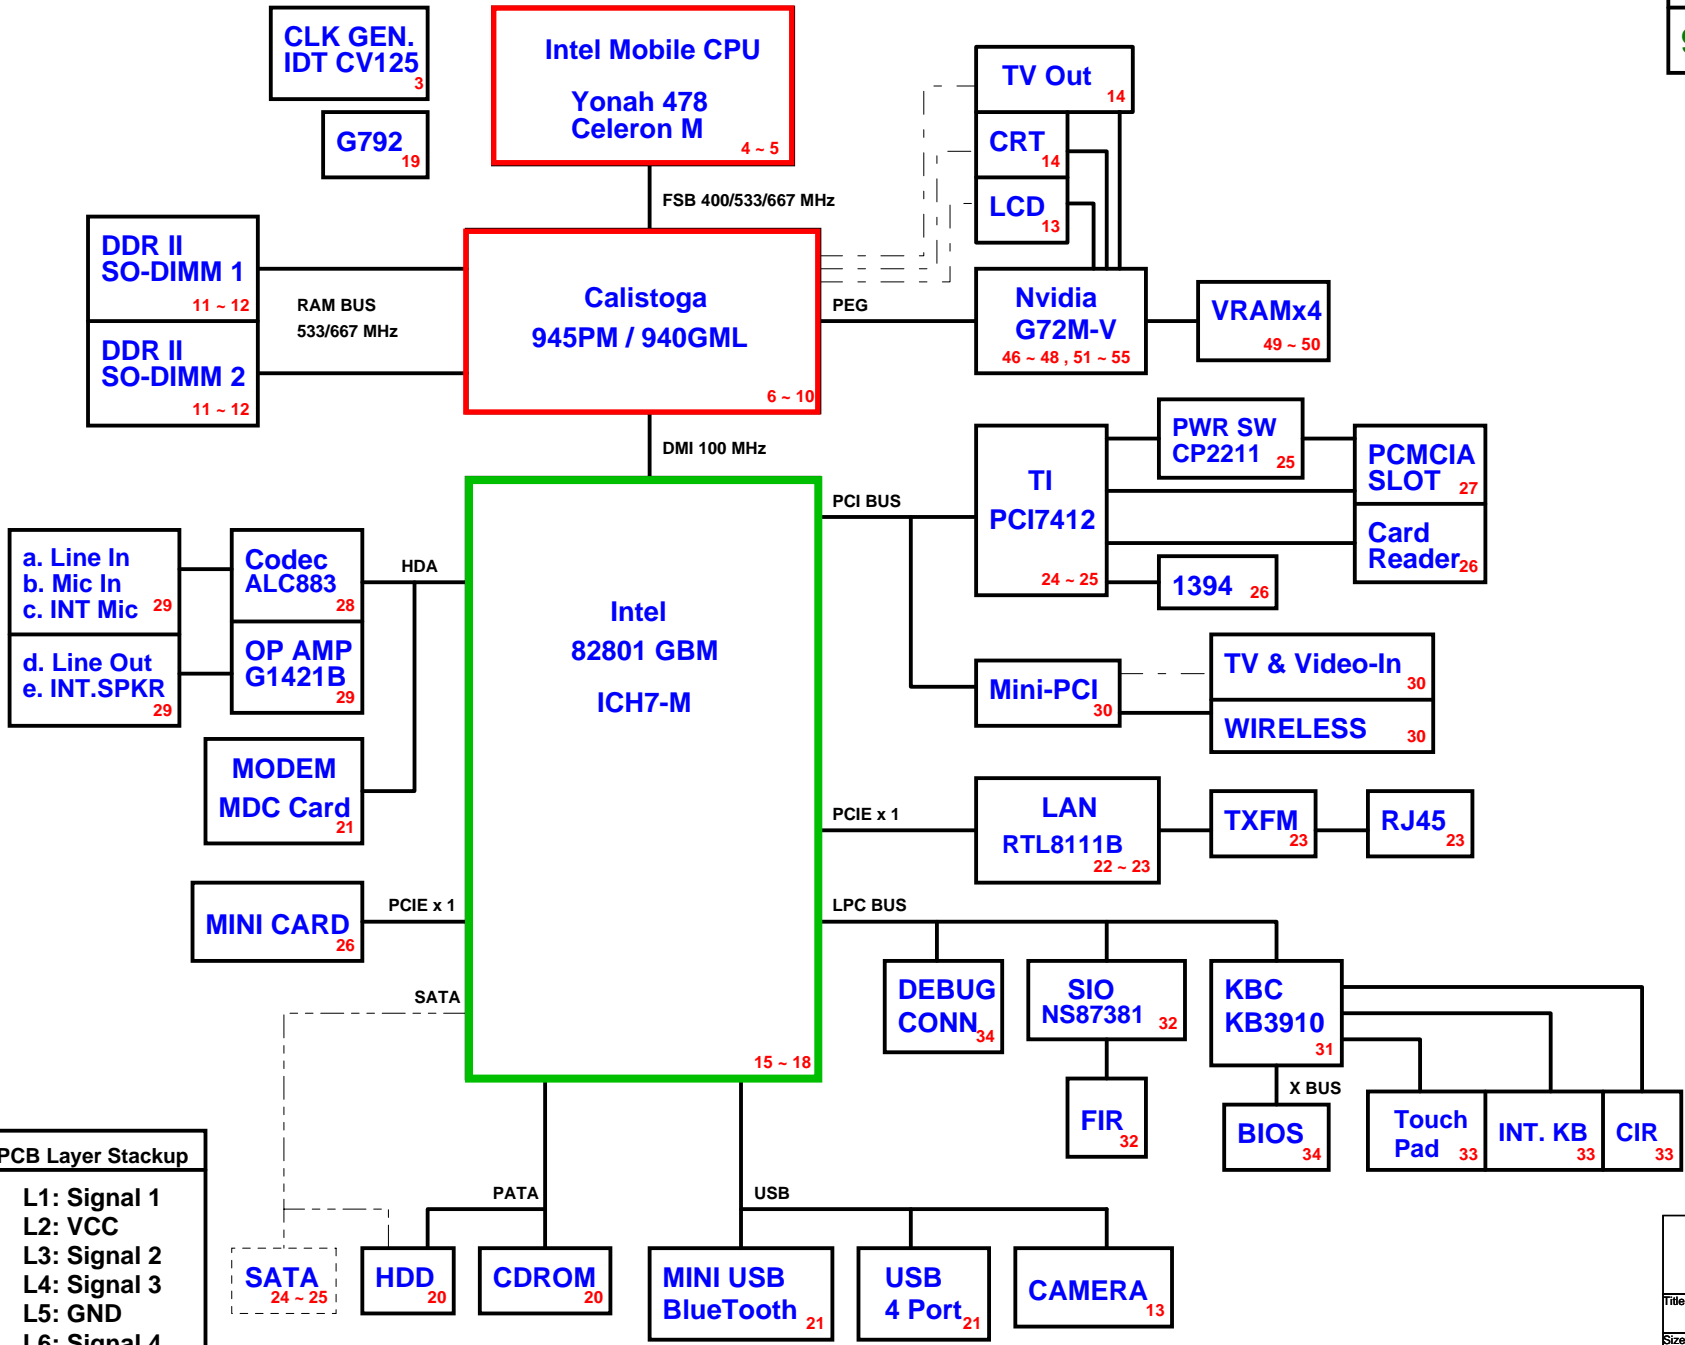 CLK GEN.
IDT CV125
3
G792
19
Intel Mobile CPU
Yonah 478
Celeron M
4 ~ 5
FSB 400/533/667 MHz
TV Out
14
CRT
14
LCD
13
DDR II
SO-DIMM 1
11 ~ 12
RAM BUS
533/667 MHz
DDR II
SO-DIMM 2
11 ~ 12
Calistoga
945PM / 940GML
6 ~ 10
PEG
Nvidia
G72M-V
46 ~ 48 , 51 ~ 55
VRAMx4
49 ~ 50
DMI 100 MHz
PCI BUS
TI
PCI7412
24 ~ 25
PWR SW
CP2211
25
PCMCIA
SLOT
27
Card
Reader
26
1394
26
a. Line In
b. Mic In
c. INT Mic
29
d. Line Out
e. INT.SPKR
29
Codec
ALC883
28
OP AMP
G1421B
29
HDA
MODEM
MDC Card
21
Intel
82801 GBM
ICH7-M
15 ~ 18
Mini-PCI
30
TV & Video-In
30
WIRELESS
30
PCIE x 1
LAN
RTL8111B
22 ~ 23
TXFM
23
RJ45
23
MINI CARD
26
PCIE x 1
SATA
LPC BUS
DEBUG
CONN
34
SIO
NS87381
32
FIR
32
KBC
KB3910
31
X BUS
BIOS
34
Touch
Pad
33
INT. KB
33
CIR
33
PCB Layer Stackup
L1: Signal 1
L2: VCC
L3: Signal 2
L4: Signal 3
L5: GND
L6: Signal 4
PATA
USB
SATA
24 ~ 25
HDD
20
CDROM
20
MINI USB
BlueTooth
21
USB
4 Port
21
CAMERA
13
Title
Size